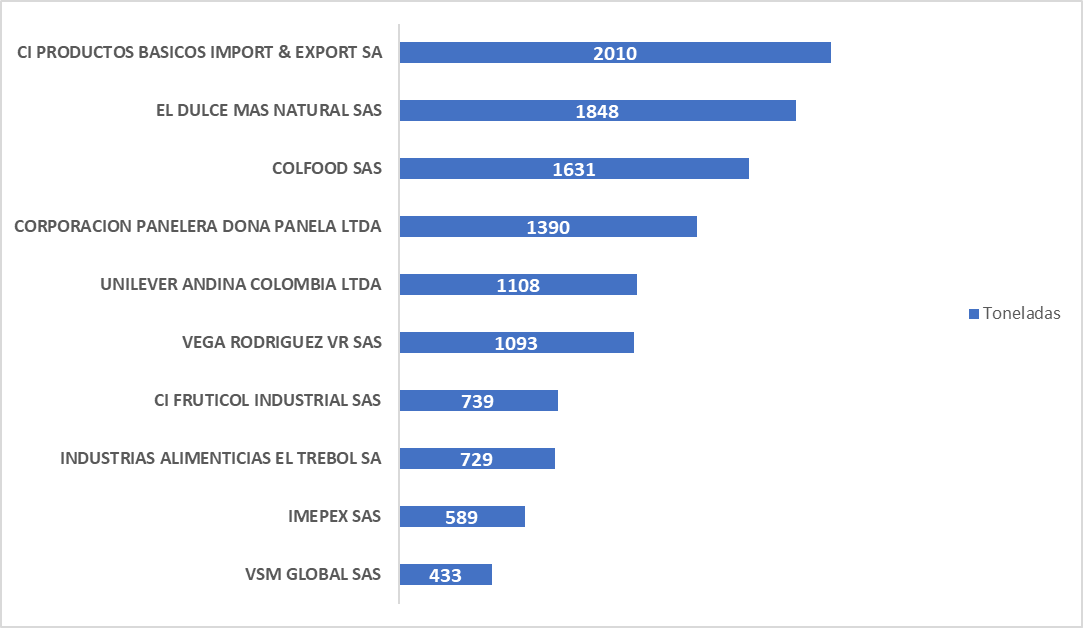 CI PRODUCTOS BASICOS IMPORT & EXPORT SA 2010
EL DULCE MAS NATURAL SAS 1848
COLFOOD SAS 1631
CORPORACION PANELERA DONA PANELA LTDA 1390
UNILEVER ANDINA COLOMBIA LTDA 1108
Toneladas
VEGA RODRIGUEZ VR SAS 1093
CI FRUTICOL INDUSTRIAL SAS 739
INDUSTRIAS ALIMENTICIAS EL TREBOL SA 729
IMEPEX SAS 589
VSM GLOBAL SAS 433